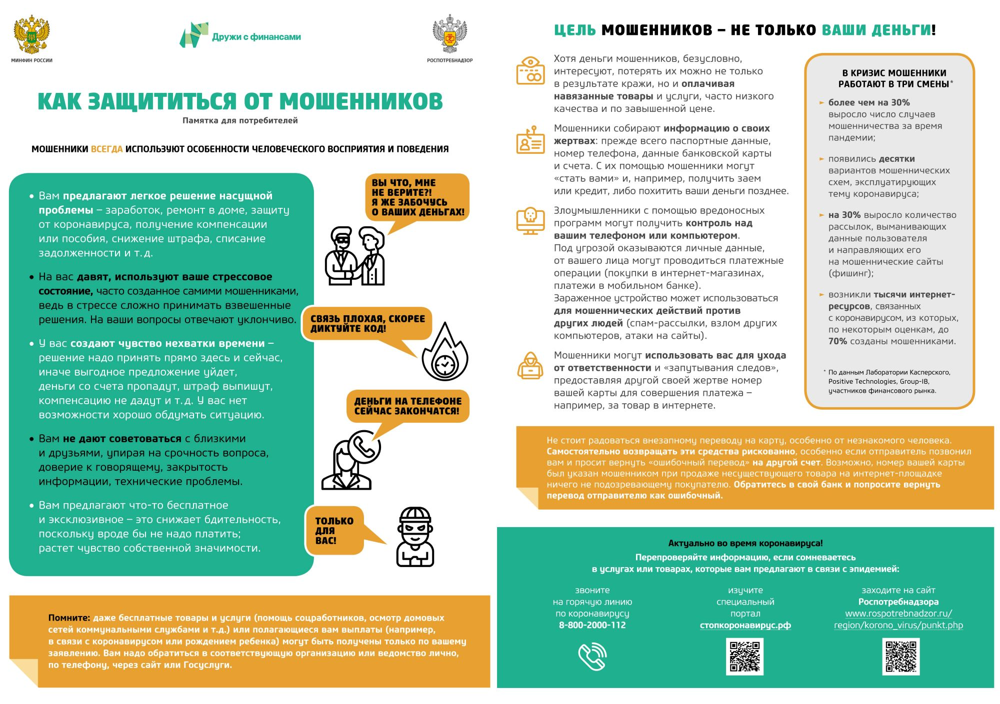 МИНФИН РОССИИ
Дружи с финансами
РОСПОТРЕБНАДЗОР
КАК ЗАЩИТИТЬСЯ ОТ МОШЕННИКОВ
Памятка для потребителей
МОШЕННИКИ ВСЕГДА ИСПОЛЬЗУЮТ ОСОБЕННОСТИ ЧЕЛОВЕЧЕСКОГО ВОСПРИЯТИЯ И ПОВЕДЕНИЯ
• Вам предлагают легкое решение насущной
проблемы – заработок, ремонт в доме, защиту
от коронавируса, получение компенсации
или пособия, снижение штрафа, списание
задолженности и т. д.
• На вас давят, используют ваше стрессовое
состояние, часто созданное самими мошенниками,
ведь в стрессе сложно принимать взвешенные
решения. На ваши вопросы отвечают уклончиво.
• У вас создают чувство нехватки времени –
решение надо принять прямо здесь и сейчас,
иначе выгодное предложение уйдет,
деньги со счета пропадут, штраф выпишут,
компенсацию не дадут и т. д. У вас нет
возможности хорошо обдумать ситуацию.
• Вам не дают советоваться с близкими
и друзьями, упирая на срочность вопроса,
доверие к говорящему, закрытость
информации, технические проблемы.
• Вам предлагают что-то бесплатное
и эксклюзивное – это снижает бдительность,
поскольку вроде бы не надо платить;
растет чувство собственной значимости.
ВЫ ЧТО, МНЕ
НЕ ВЕРИТЕ?!
Я ЖЕ ЗАБОЧУСЬ
О ВАШИХ ДЕНЬГАХ!
СВЯЗЬ ПЛОХАЯ, СКОРЕЕ
ДИКТУЙТЕ КОД!
ДЕНЬГИ НА ТЕЛЕФОНЕ
СЕЙЧАС ЗАКОНЧАТСЯ!
ТОЛЬКО
ДЛЯ
ВАС!
Помните: даже бесплатные товары и услуги (помощь соцработников, осмотр домовых
сетей коммунальными службами и т.д.) или полагающиеся вам выплаты (например,
в связи с коронавирусом или рождением ребенка) могут быть получены только по вашему
заявлению. Вам надо обратиться в соответствующую организацию или ведомство лично,
по телефону, через сайт или Госуслуги.
ЦЕЛЬ МОШЕННИКОВ – НЕ ТОЛЬКО ВАШИ ДЕНЬГИ!
Хотя деньги мошенников, безусловно,
интересуют, потерять их можно не только
в результате кражи, но и оплачивая
навязанные товары и услуги, часто низкого
качества и по завышенной цене.
Мошенники собирают информацию о своих
жертвах: прежде всего паспортные данные,
номер телефона, данные банковской карты
и счета. С их помощью мошенники могут
«стать вами» и, например, получить заем
или кредит, либо похитить ваши деньги позднее.
Злоумышленники с помощью вредоносных
программ могут получить контроль над
вашим телефоном или компьютером.
Под угрозой оказываются личные данные,
от вашего лица могут проводиться платежные
операции (покупки в интернет-магазинах,
платежи в мобильном банке).
Зараженное устройство может использоваться
для мошеннических действий против
других людей (спам-рассылки, взлом других
компьютеров, атаки на сайты).
Мошенники могут использовать вас для ухода
от ответственности и «запутывания следов»,
предоставляя другой своей жертве номер
вашей карты для совершения платежа –
например, за товар в интернете.
В КРИЗИС МОШЕННИКИ
РАБОТАЮТ В ТРИ СМЕНЫ*
► более чем на 30%
выросло число случаев
мошенничества за время
пандемии;
► появились десятки
вариантов мошеннических
схем, эксплуатирующих
тему коронавируса;
► на 30% выросло количество
рассылок, выманивающих
данные пользователя
и направляющих его
на мошеннические сайты
(фишинг);
► возникли тысячи интернет-
ресурсов, связанных
с коронавирусом, из которых,
по некоторым оценкам, до
70% созданы мошенниками.
* По данным Лаборатории Касперского,
Positive Technologies, Group-IB,
участников финансового рынка.
Не стоит радоваться внезапному переводу на карту, особенно от незнакомого человека.
Самостоятельно возвращать эти средства рискованно, особенно если отправитель позвонил
вам и просит вернуть «ошибочный перевод» на другой счет. Возможно, номер вашей карты
был указан мошенником при продаже несуществующего товара на интернет-площадке
ничего не подозревающему покупателю. Обратитесь в свой банк и попросите вернуть
перевод отправителю как ошибочный.
Актуально во время коронавируса!
Перепроверяйте информацию, если сомневаетесь
в услугах или товарах, которые вам предлагают в связи с эпидемией:
звоните
на горячую линию
по коронавирусу
8-800-2000-112
изучите
специальный
портал
стопкоронавирус.рф
заходите на сайт
Роспотребнадзора
www.rospotrebnadzor.ru/
region/korono_virus/punkt.php